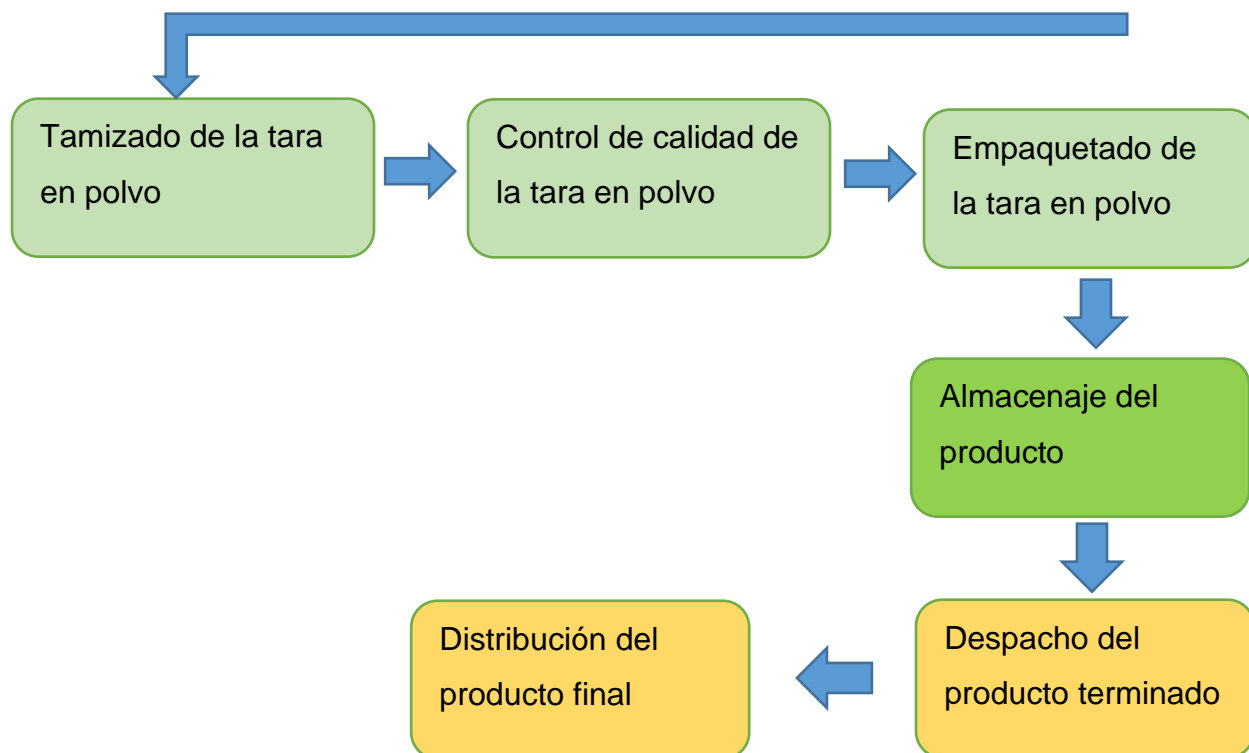 Tamizado de la tara
en polvo
Control de calidad de
la tara en polvo
Empaquetado de
la tara en polvo
Almacenaje del
producto
Despacho del
producto terminado
Distribución del
producto final